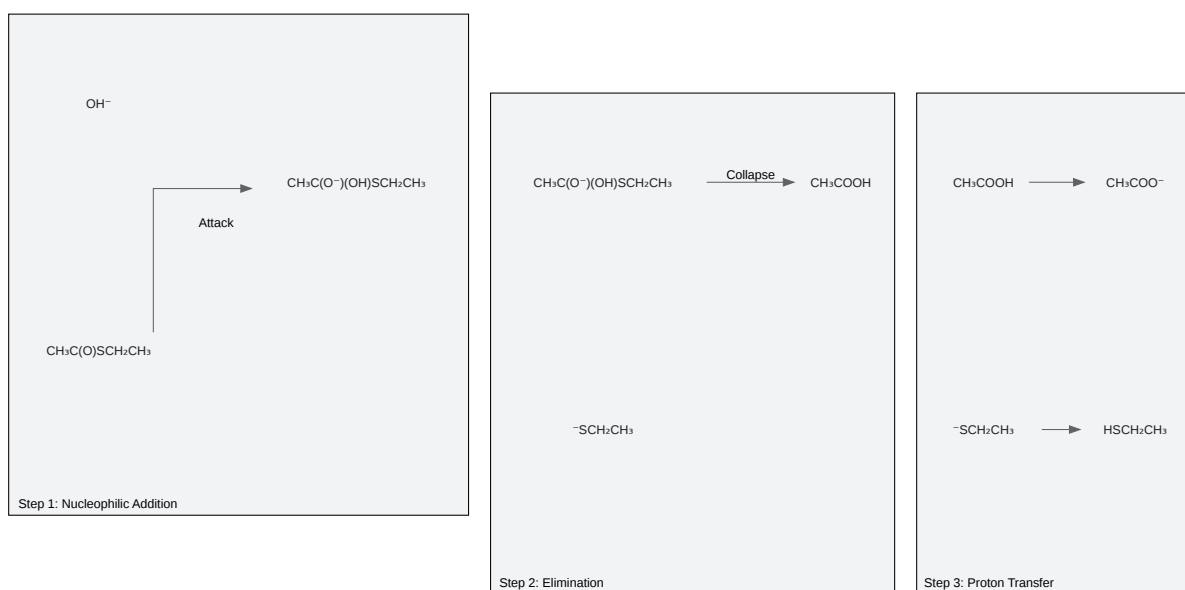 OH⁻
CH₃C(O⁻)(OH)SCH₂CH₃
Attack
CH₃C(O)SCH₂CH₃
Step 1: Nucleophilic Addition
CH₃C(O⁻)(OH)SCH₂CH₃
Collapse
CH₃COOH
⁻SCH₂CH₃
Step 2: Elimination
CH₃COOH
CH₃COO⁻
⁻SCH₂CH₃
HSCH₂CH₃
Step 3: Proton Transfer